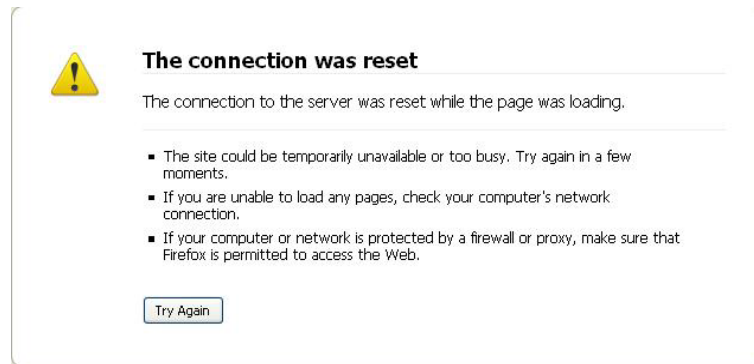 The connection was reset
The connection to the server was reset while the page was loading.
▪ The site could be temporarily unavailable or too busy. Try again in a few
moments.
▪ If you are unable to load any pages, check your computer's network
connection.
▪ If your computer or network is protected by a firewall or proxy, make sure that
Firefox is permitted to access the Web.
Try Again